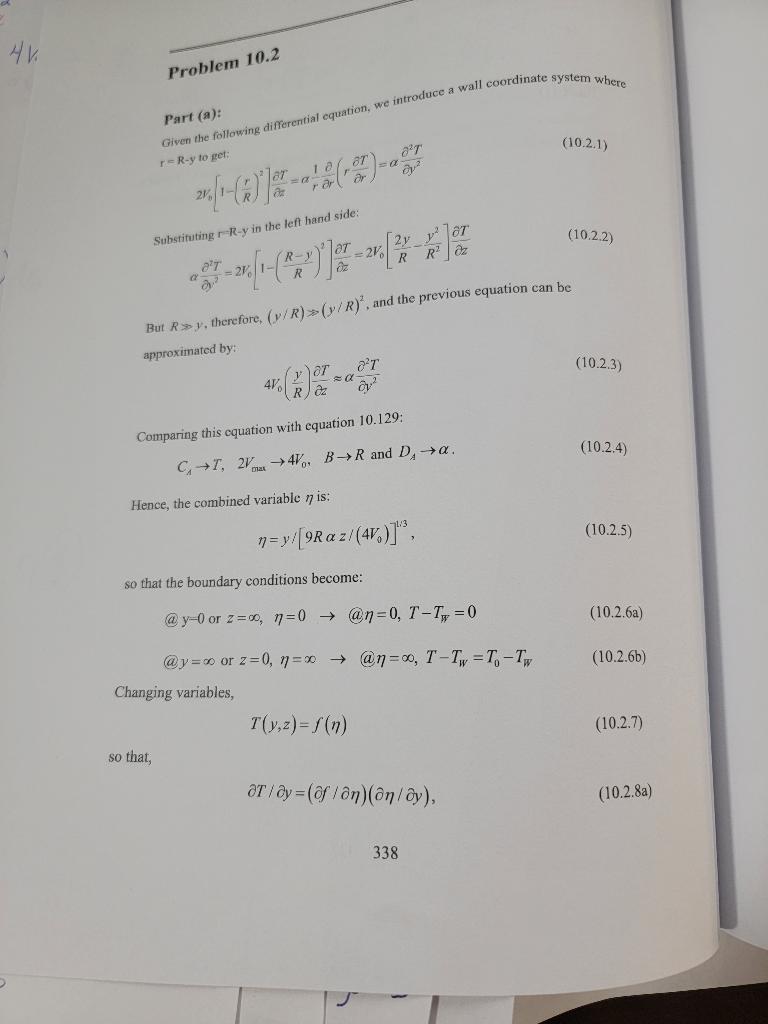 4V.
Problem 10.2
Part (a):
Given the following differential equation, we introduce a wall coordinate system where
r = R-y to get:
2V₀[1−(r/R)²]∂T/∂z = α (1/r) ∂/∂r (r ∂T/∂r) = α ∂²T/∂y² (10.2.1)
Substituting r=R-y in the left hand side:
α ∂²T/∂y² = 2V₀[1−((R−y)/R)²]∂T/∂z = 2V₀[2y/R − y²/R²]∂T/∂z (10.2.2)
But R ≫ y, therefore, (y/R) ≫ (y/R)², and the previous equation can be
approximated by:
4V₀(y/R)∂T/∂z ≈ α ∂²T/∂y² (10.2.3)
Comparing this equation with equation 10.129:
C_A → T, 2V_max → 4V₀, B → R and D_A → α. (10.2.4)
Hence, the combined variable η is:
η = y/[9R α z/(4V₀)]^1/3, (10.2.5)
so that the boundary conditions become:
@ y=0 or z = ∞, η = 0 → @η = 0, T − T_W = 0 (10.2.6a)
@ y = ∞ or z = 0, η = ∞ → @η = ∞, T − T_W = T₀ − T_W (10.2.6b)
Changing variables,
T(y,z) = f(η) (10.2.7)
so that,
∂T/∂y = (∂f/∂η)(∂η/∂y), (10.2.8a)
338